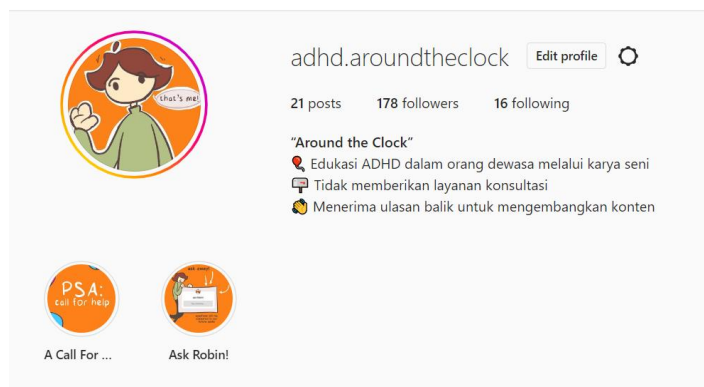 adhd.aroundtheclock Edit profile
that's me!
21 posts 178 followers 16 following
"Around the Clock"
Edukasi ADHD dalam orang dewasa melalui karya seni
Tidak memberikan layanan konsultasi
Menerima ulasan balik untuk mengembangkan konten
PSA:
call for help
A Call For ...
Ask Robin!